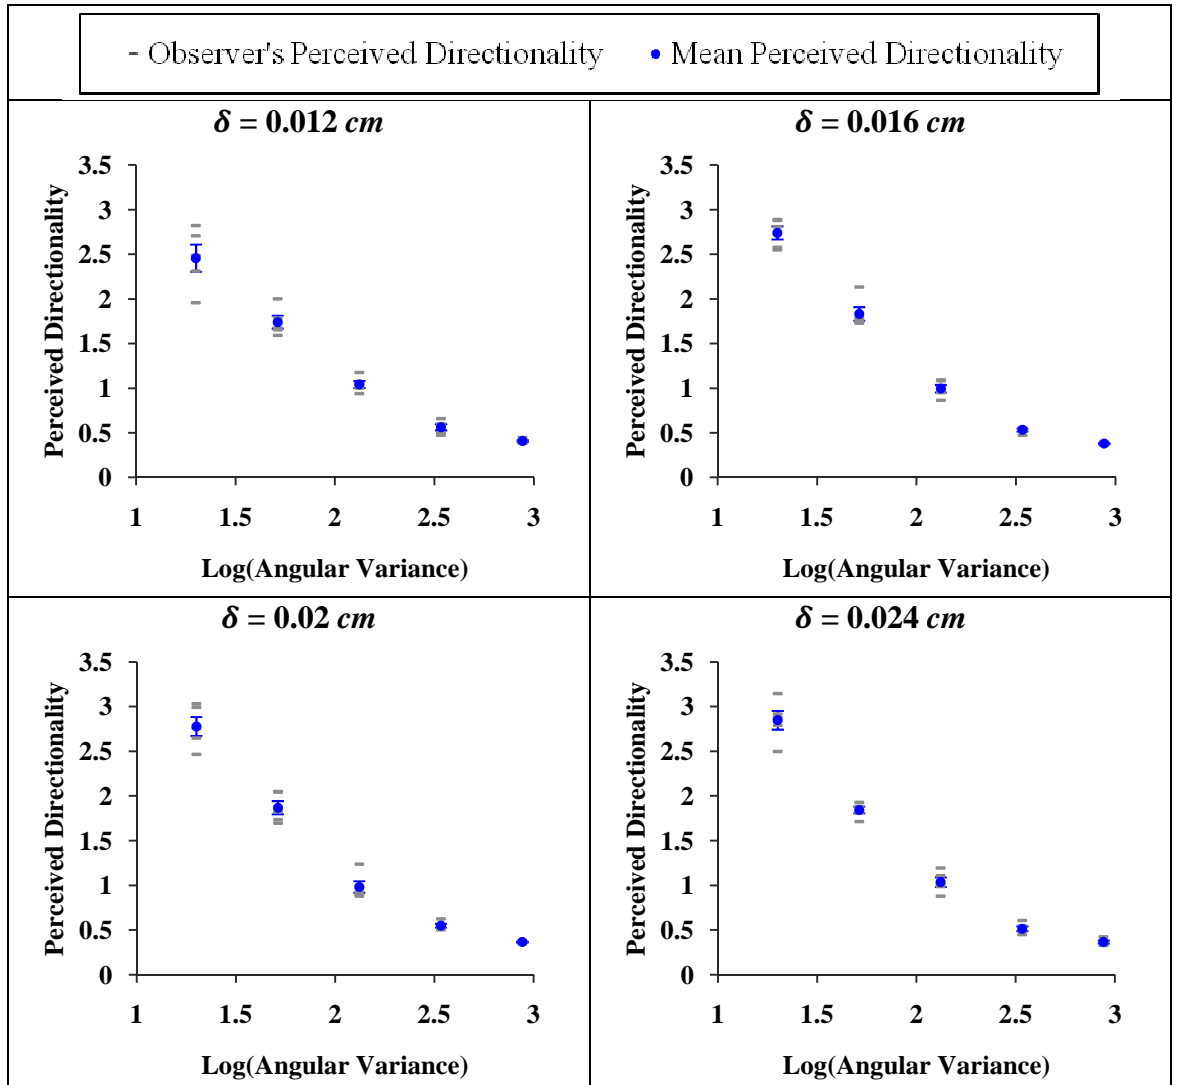 Observer's Perceived Directionality Mean Perceived Directionality
δ = 0.012 cm
Perceived Directionality
3.5
3
2.5
2
1.5
1
0.5
0
1 1.5 2 2.5 3
Log(Angular Variance)
δ = 0.016 cm
Perceived Directionality
3.5
3
2.5
2
1.5
1
0.5
0
1 1.5 2 2.5 3
Log(Angular Variance)
δ = 0.02 cm
Perceived Directionality
3.5
3
2.5
2
1.5
1
0.5
0
1 1.5 2 2.5 3
Log(Angular Variance)
δ = 0.024 cm
Perceived Directionality
3.5
3
2.5
2
1.5
1
0.5
0
1 1.5 2 2.5 3
Log(Angular Variance)